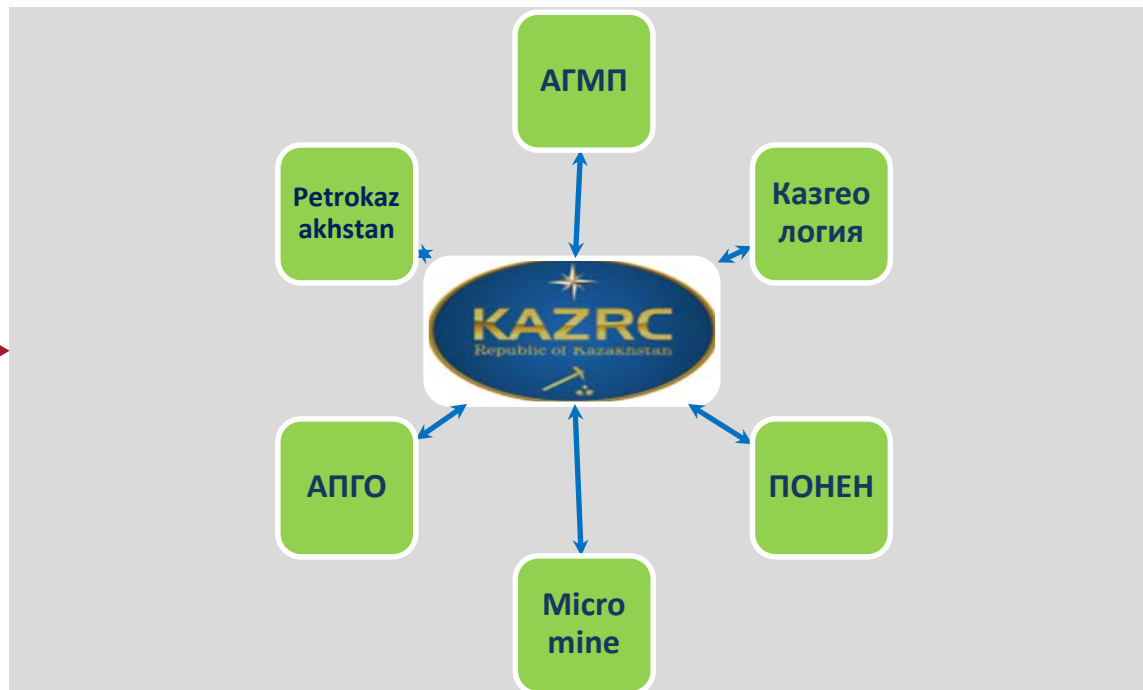 АГМП
Petrokaz
akhstan
Казгео
логия
KAZRC
Republic of Kazakhstan
АПГО
ПОНЕН
Micro
mine